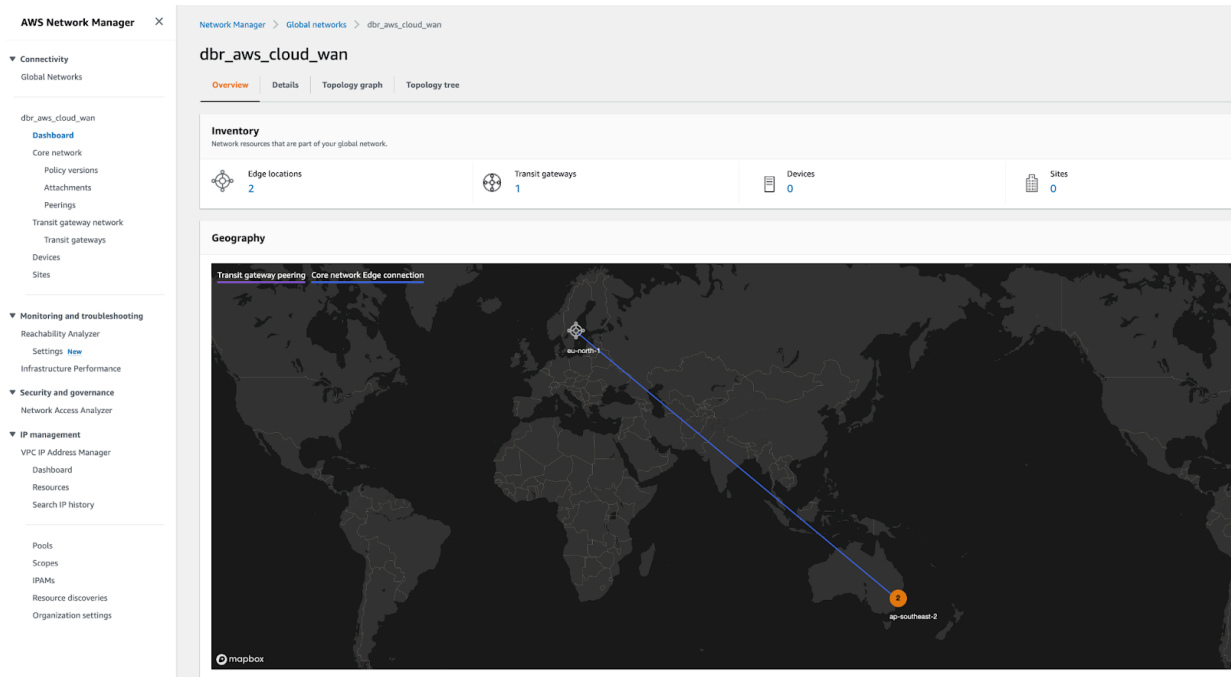 AWS Network Manager
Connectivity
Global Networks
dbr_aws_cloud_wan
Dashboard
Core network
Policy versions
Attachments
Peerings
Transit gateway network
Transit gateways
Devices
Sites
Monitoring and troubleshooting
Reachability Analyzer
Settings New
Infrastructure Performance
Security and governance
Network Access Analyzer
IP management
VPC IP Address Manager
Dashboard
Resources
Search IP history
Pools
Scopes
IPAMs
Resource discoveries
Organization settings
Network Manager > Global networks > dbr_aws_cloud_wan
dbr_aws_cloud_wan
Overview Details Topology graph Topology tree
Inventory
Network resources that are part of your global network.
Edge locations
2
Transit gateways
1
Devices
0
Sites
0
Geography
Transit gateway peering Core network Edge connection
eu-north-1
2
ap-southeast-2
mapbox